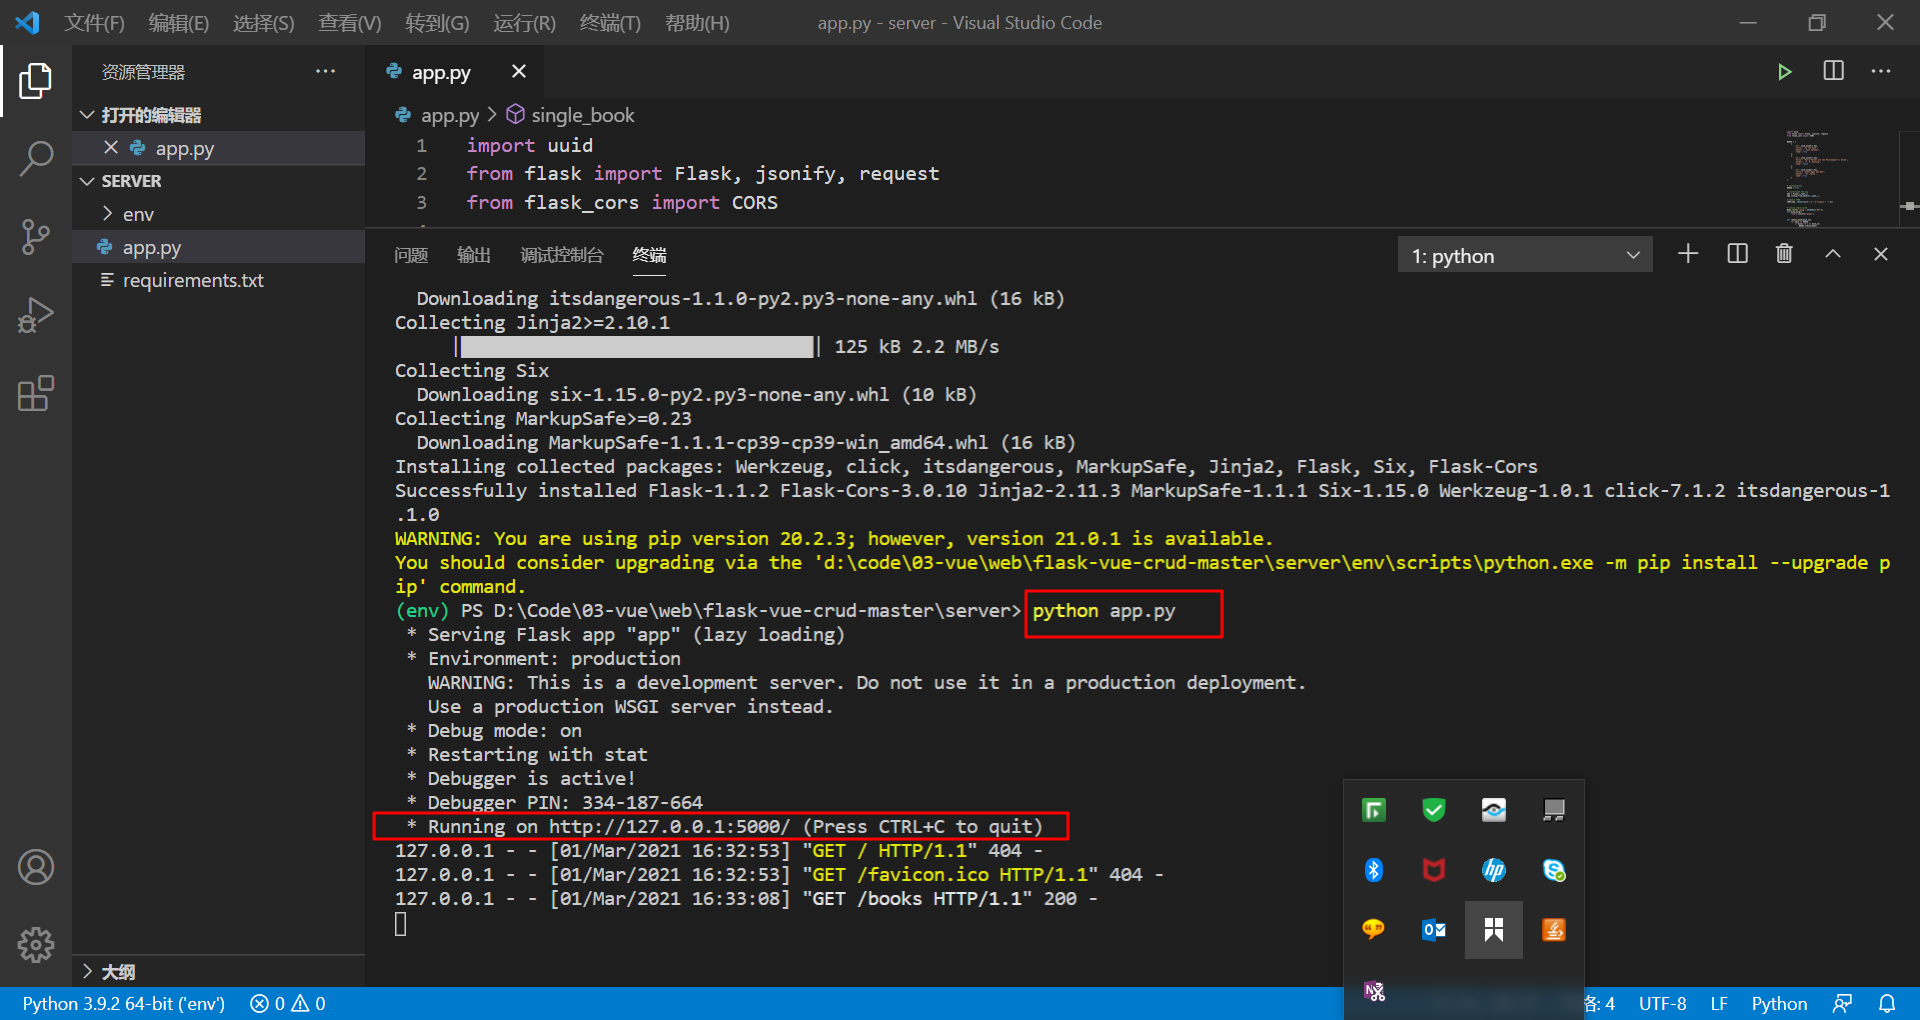 文件(F) 编辑(E) 选择(S) 查看(V) 转到(G) 运行(R) 终端(T) 帮助(H) app.py - server - Visual Studio Code
资源管理器
打开的编辑器
app.py
SERVER
env
app.py
requirements.txt
大纲
app.py
app.py > single_book
1 import uuid
2 from flask import Flask, jsonify, request
3 from flask_cors import CORS
问题 输出 调试控制台 终端 1: python
Downloading itsdangerous-1.1.0-py2.py3-none-any.whl (16 kB)
Collecting Jinja2>=2.10.1
| | 125 kB 2.2 MB/s
Collecting Six
Downloading six-1.15.0-py2.py3-none-any.whl (10 kB)
Collecting MarkupSafe>=0.23
Downloading MarkupSafe-1.1.1-cp39-cp39-win_amd64.whl (16 kB)
Installing collected packages: Werkzeug, click, itsdangerous, MarkupSafe, Jinja2, Flask, Six, Flask-Cors
Successfully installed Flask-1.1.2 Flask-Cors-3.0.10 Jinja2-2.11.3 MarkupSafe-1.1.1 Six-1.15.0 Werkzeug-1.0.1 click-7.1.2 itsdangerous-1
.1.0
WARNING: You are using pip version 20.2.3; however, version 21.0.1 is available.
You should consider upgrading via the 'd:\code\03-vue\web\flask-vue-crud-master\server\env\scripts\python.exe -m pip install --upgrade p
ip' command.
(env) PS D:\Code\03-vue\web\flask-vue-crud-master\server> python app.py
* Serving Flask app "app" (lazy loading)
* Environment: production
WARNING: This is a development server. Do not use it in a production deployment.
Use a production WSGI server instead.
* Debug mode: on
* Restarting with stat
* Debugger is active!
* Debugger PIN: 334-187-664
* Running on http://127.0.0.1:5000/ (Press CTRL+C to quit)
127.0.0.1 - - [01/Mar/2021 16:32:53] "GET / HTTP/1.1" 404 -
127.0.0.1 - - [01/Mar/2021 16:32:53] "GET /favicon.ico HTTP/1.1" 404 -
127.0.0.1 - - [01/Mar/2021 16:33:08] "GET /books HTTP/1.1" 200 -
Python 3.9.2 64-bit ('env') 0 0 格: 4 UTF-8 LF Python